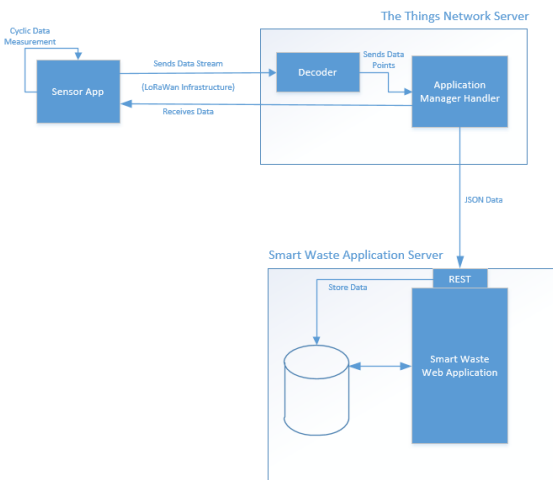 The Things Network Server
Cyclic Data
Measurement
Sensor App
Sends Data Stream
(LoRaWan Infrastructure)
Receives Data
Decoder
Sends Data
Points
Application
Manager Handler
JSON Data
Smart Waste Application Server
REST
Store Data
Smart Waste
Web Application